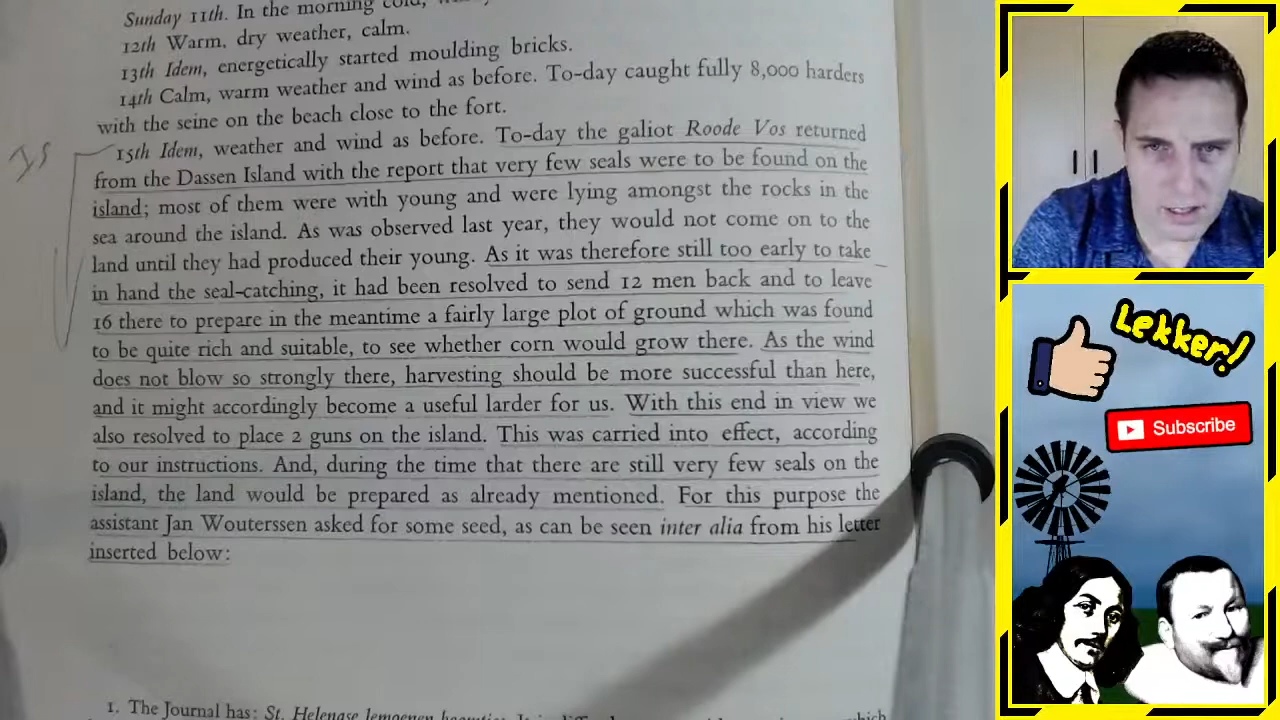 Sunday 11th. In the morning cold,
12th Warm, dry weather, calm.
13th Idem, energetically started moulding bricks.
14th Calm, warm weather and wind as before. To-day caught fully 8,000 harders
with the seine on the beach close to the fort.
15th Idem, weather and wind as before. To-day the galiot Roode Vos returned
from the Dassen Island with the report that very few seals were to be found on the
island; most of them were with young and were lying amongst the rocks in the
sea around the island. As was observed last year, they would not come on to the
land until they had produced their young. As it was therefore still too early to take
in hand the seal-catching, it had been resolved to send 12 men back and to leave
16 there to prepare in the meantime a fairly large plot of ground which was found
to be quite rich and suitable, to see whether corn would grow there. As the wind
does not blow so strongly there, harvesting should be more successful than here,
and it might accordingly become a useful larder for us. With this end in view we
also resolved to place 2 guns on the island. This was carried into effect, according
to our instructions. And, during the time that there are still very few seals on the
island, the land would be prepared as already mentioned. For this purpose the
assistant Jan Wouterssen asked for some seed, as can be seen inter alia from his letter
inserted below:
1. The Journal has: St. Helenase lemoenen which
Lekker!
Subscribe